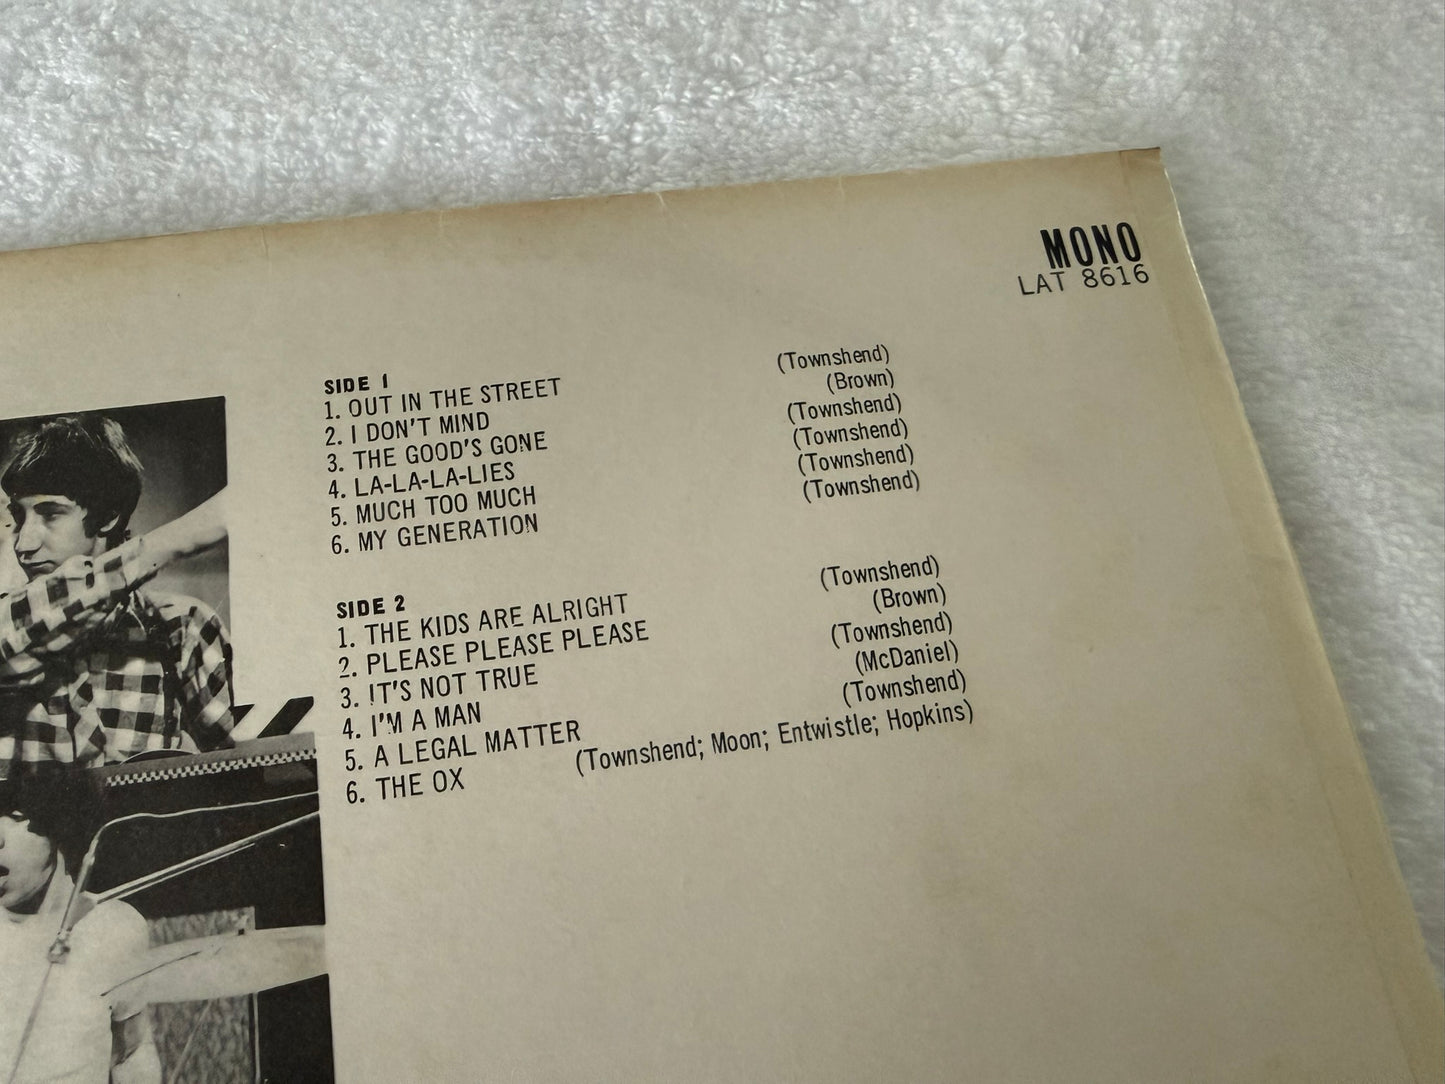 MONO
LAT 8616
SIDE 1
1. OUT IN THE STREET (Townshend)
2. I DON'T MIND (Brown)
3. THE GOOD'S GONE (Townshend)
4. LA-LA-LA-LIES (Townshend)
5. MUCH TOO MUCH (Townshend)
6. MY GENERATION (Townshend)
SIDE 2
1. THE KIDS ARE ALRIGHT (Townshend)
2. PLEASE PLEASE PLEASE (Brown)
3. IT'S NOT TRUE (Townshend)
4. I'M A MAN (McDaniel)
5. A LEGAL MATTER (Townshend)
6. THE OX (Townshend; Moon; Entwistle; Hopkins)